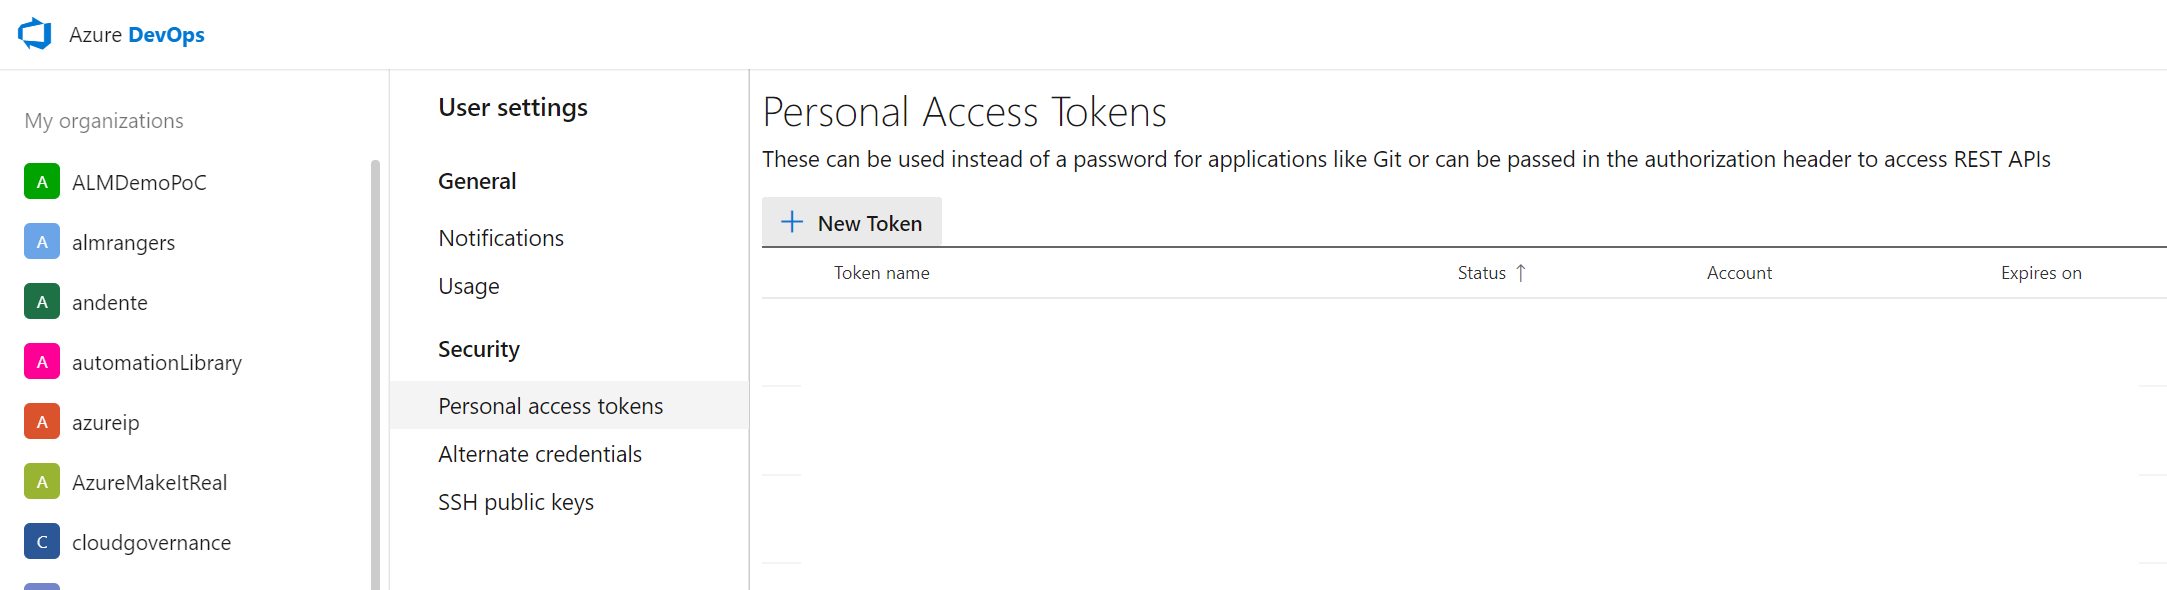 Azure DevOps
My organizations
A ALMDemoPoC
A almrangers
A andente
A automationLibrary
A azureip
A AzureMakeItReal
C cloudgovernance
User settings
General
Notifications
Usage
Security
Personal access tokens
Alternate credentials
SSH public keys
Personal Access Tokens
These can be used instead of a password for applications like Git or can be passed in the authorization header to access REST APIs
+ New Token
Token name Status ↑ Account Expires on